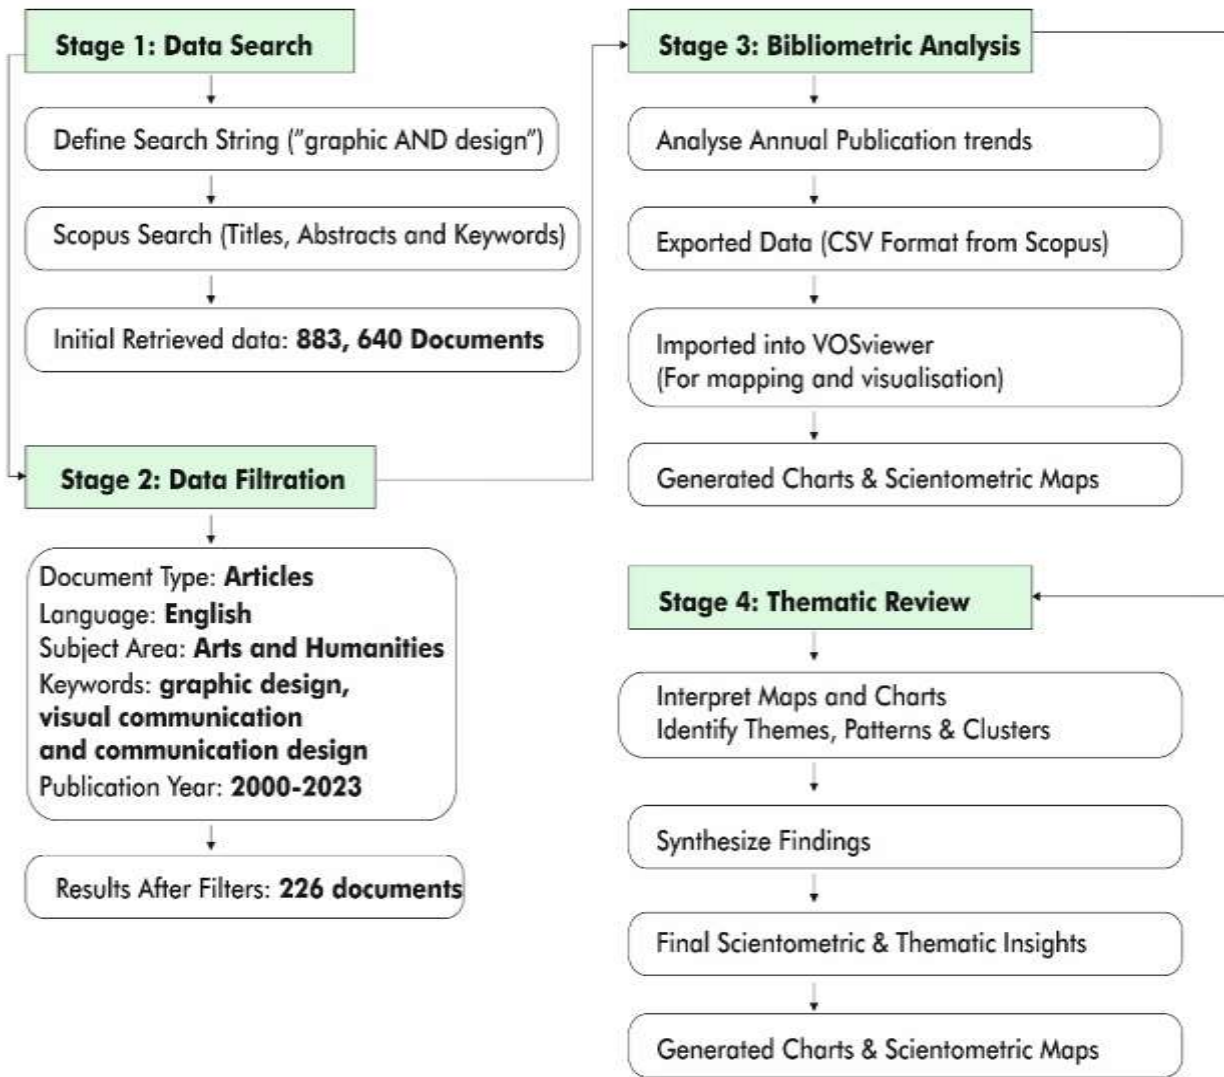 Stage 1: Data Search
Define Search String ("graphic AND design")
Scopus Search (Titles, Abstracts and Keywords)
Initial Retrieved data: 883, 640 Documents
Stage 2: Data Filtration
Document Type: Articles
Language: English
Subject Area: Arts and Humanities
Keywords: graphic design,
visual communication
and communication design
Publication Year: 2000-2023
Results After Filters: 226 documents
Stage 3: Bibliometric Analysis
Analyse Annual Publication trends
Exported Data (CSV Format from Scopus)
Imported into VOSviewer
(For mapping and visualisation)
Generated Charts & Scientometric Maps
Stage 4: Thematic Review
Interpret Maps and Charts
Identify Themes, Patterns & Clusters
Synthesize Findings
Final Scientometric & Thematic Insights
Generated Charts & Scientometric Maps